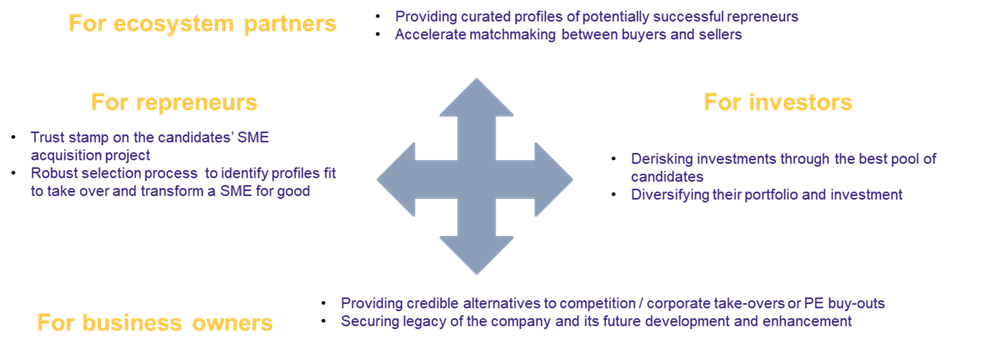 For ecosystem partners
• Providing curated profiles of potentially successful repreneurs
• Accelerate matchmaking between buyers and sellers
For repreneurs
• Trust stamp on the candidates' SME
acquisition project
• Robust selection process to identify profiles fit
to take over and transform a SME for good
For investors
• Derisking investments through the best pool of
candidates
• Diversifying their portfolio and investment
For business owners
• Providing credible alternatives to competition / corporate take-overs or PE buy-outs
• Securing legacy of the company and its future development and enhancement